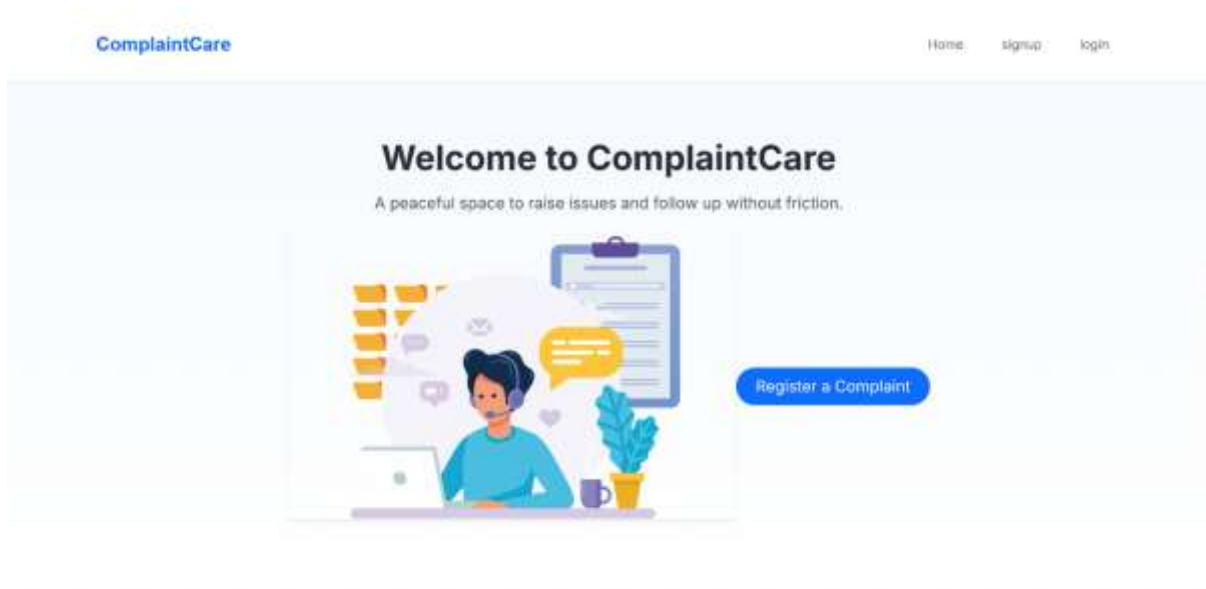 ComplaintCare
Home signup login
Welcome to ComplaintCare
A peaceful space to raise issues and follow up without friction.
Register a Complaint